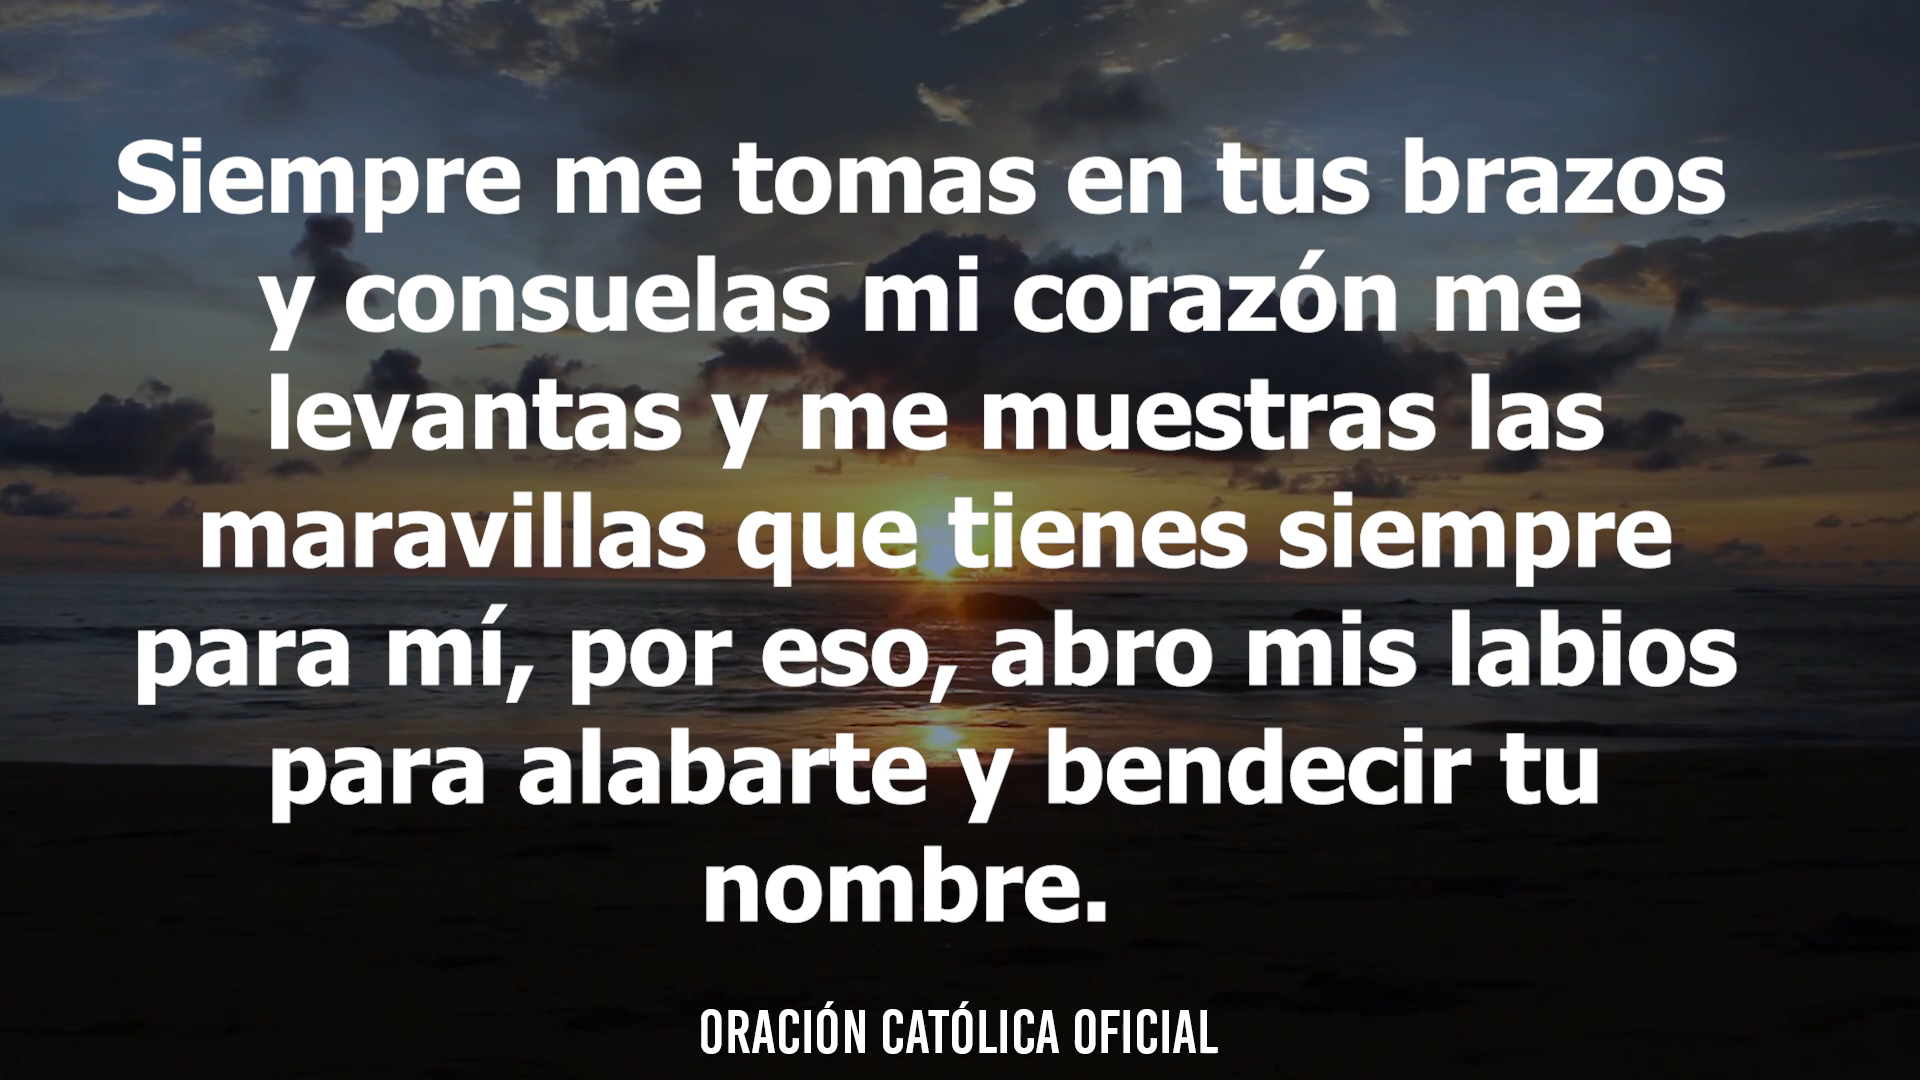 Siempre me tomas en tus brazos
y consuelas mi corazón me
levantas y me muestras las
maravillas que tienes siempre
para mí, por eso, abro mis labios
para alabarte y bendecir tu
nombre.
ORACIÓN CATÓLICA OFICIAL